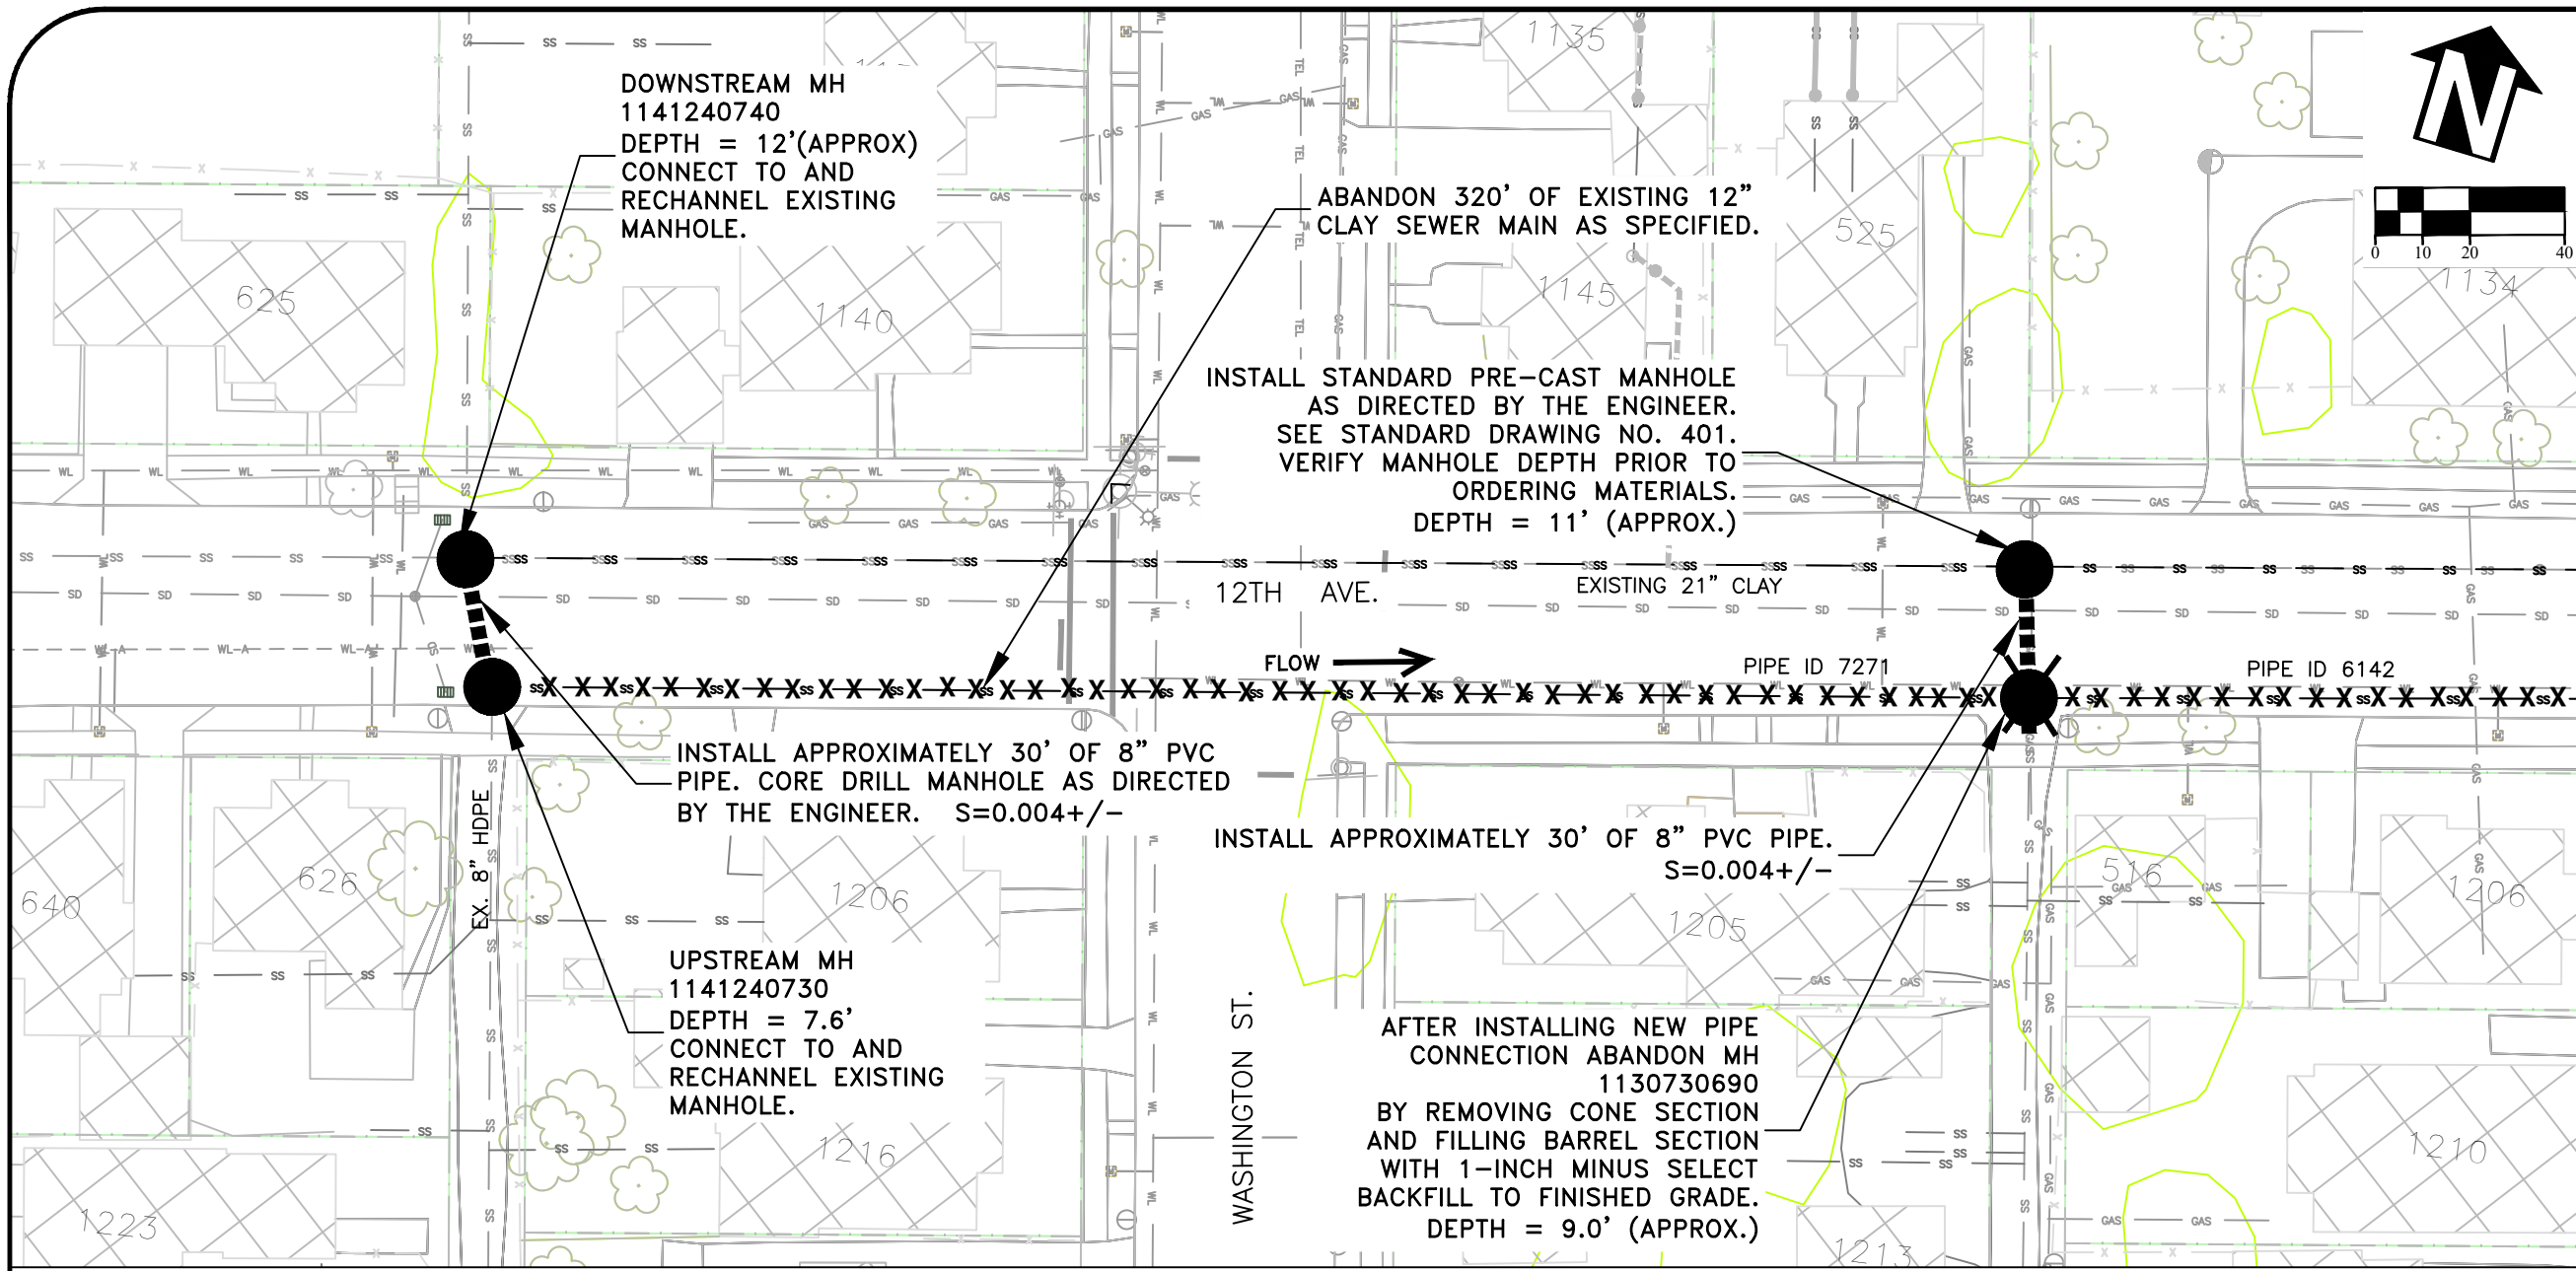 DOWNSTREAM MH
1141240740
DEPTH = 12'(APPROX)
CONNECT TO AND
RECHANNEL EXISTING
MANHOLE.
ABANDON 320' OF EXISTING 12"
CLAY SEWER MAIN AS SPECIFIED.
INSTALL STANDARD PRE-CAST MANHOLE
AS DIRECTED BY THE ENGINEER.
SEE STANDARD DRAWING NO. 401.
VERIFY MANHOLE DEPTH PRIOR TO
ORDERING MATERIALS.
DEPTH = 11' (APPROX.)
N
0 10 20 40
1135
525
625
1140
1145
1134
12TH AVE.
EXISTING 21" CLAY
FLOW
PIPE ID 7271
PIPE ID 6142
INSTALL APPROXIMATELY 30' OF 8" PVC
PIPE. CORE DRILL MANHOLE AS DIRECTED
BY THE ENGINEER. S=0.004+/-
INSTALL APPROXIMATELY 30' OF 8" PVC PIPE.
S=0.004+/-
EX. 8" HDPE
640
626
1206
1205
516
1206
UPSTREAM MH
1141240730
DEPTH = 7.6'
CONNECT TO AND
RECHANNEL EXISTING
MANHOLE.
WASHINGTON ST.
AFTER INSTALLING NEW PIPE
CONNECTION ABANDON MH
1130730690
BY REMOVING CONE SECTION
AND FILLING BARREL SECTION
WITH 1-INCH MINUS SELECT
BACKFILL TO FINISHED GRADE.
DEPTH = 9.0' (APPROX.)
1216
1210
1223
1213